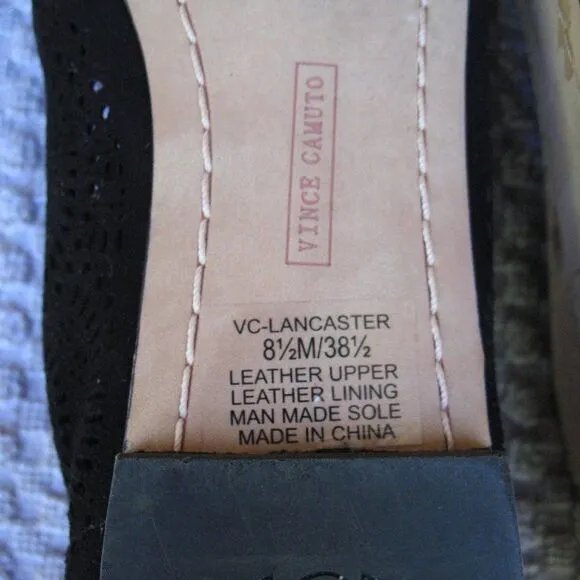 VINCE CAMUTO
VC-LANCASTER
8½M/38½
LEATHER UPPER
LEATHER LINING
MAN MADE SOLE
MADE IN CHINA